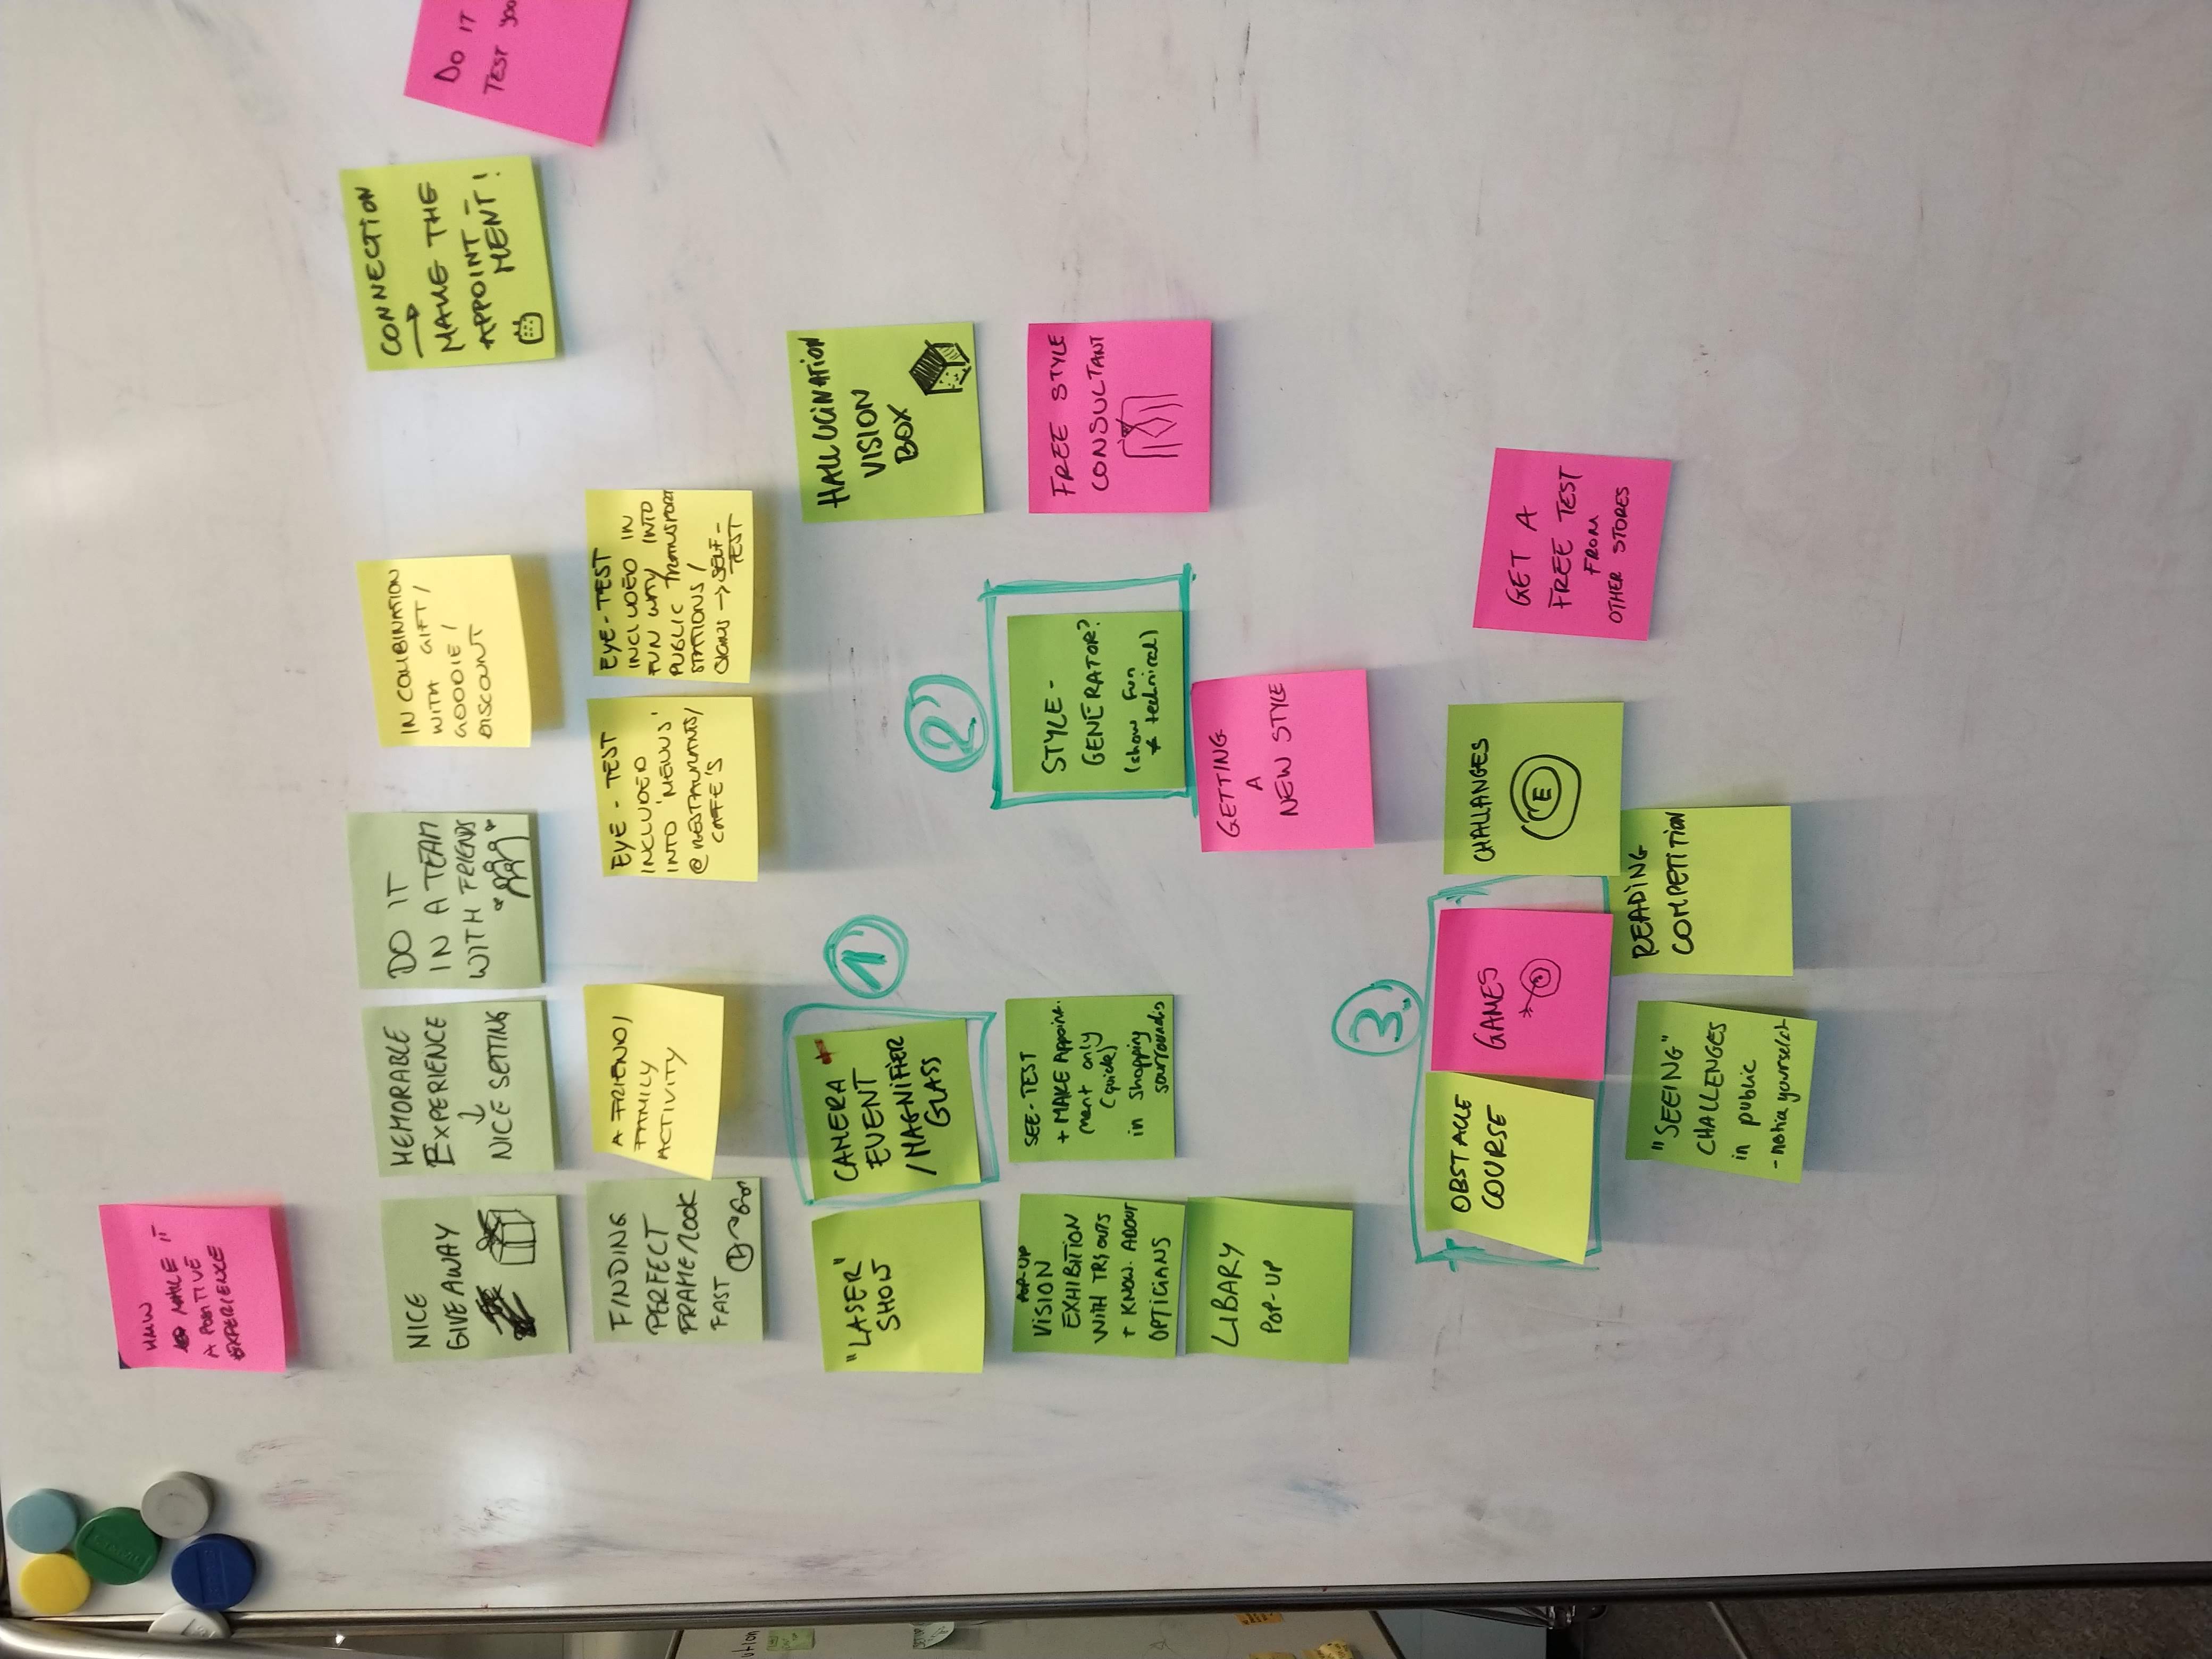 HMW
MAKE IT
A POSITIVE
EXPERIENCE
NICE
GIVE AWAY
MEMORABLE
EXPERIENCE
↓
NICE SETTING
DO IT
IN A TEAM
WITH FRIENDS
IN COMBINATION
WITH GIFT /
GOODIE /
DISCOUNT
CONNECTION
→
MAKE THE
APPOINT -
MENT !
DO IT
TEST
FINDING
PERFECT
FRAME/LOOK
FAST
A FRIEND/
FAMILY
ACTIVITY
EYE - TEST
INCLUDED
INTO 'MENUS'
@ RESTAURANTS/
CAFE'S
EYE-TEST
INCLUDED IN
FUN WAY INTO
PUBLIC TRANSPORT
STATIONS /
SIGNS → SELF-
TEST
"LASER"
SHOW
CAMERA +
EVENT
/MAGNIFIER
GLASS
1
HALLUCINATION
VISION
BOX
POP-UP
VISION
EXHIBITION
WITH TRY OUTS
+ KNOW. ABOUT
OPTICIANS
SEE-TEST
+ MAKE Appoint.
ment only
(quick)
in shopping
2
STYLE-
GENERATOR?
(show fun
≠ technical)
FREE STYLE
CONSULTANT
LIBARY
POP-UP
GETTING
A
NEW STYLE
3.
OBSTACLE
COURSE
GAMES
CHALLANGES
E
GET A
FREE TEST
FROM
OTHER STORES
"SEEING"
CHALLENGES
in public
- notice yourself
READING
COMPETITION